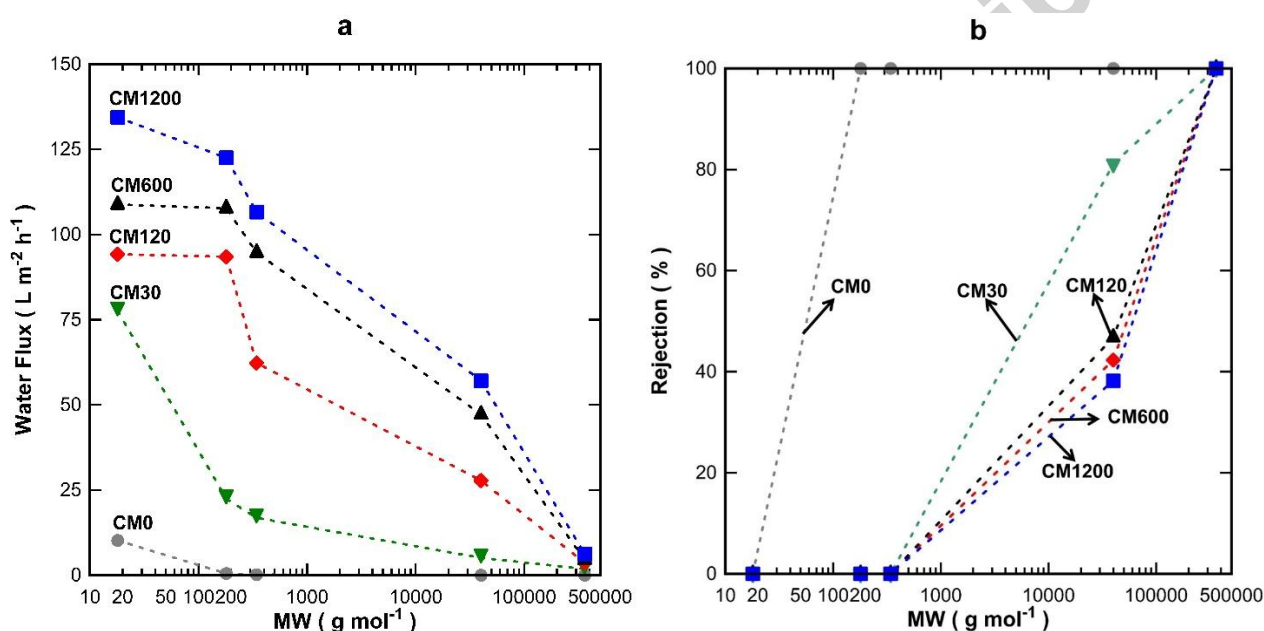 a
150
125
100
75
50
25
0
CM1200
CM600
CM120
CM30
CM0
Water Flux ( L m⁻² h⁻¹ )
10 20 50 100200 1000 10000 100000 500000
MW ( g mol⁻¹ )
b
100
80
60
40
20
0
CM0
CM30
CM120
CM600
CM1200
Rejection ( % )
10 20 50 100200 1000 10000 100000 500000
MW ( g mol⁻¹ )